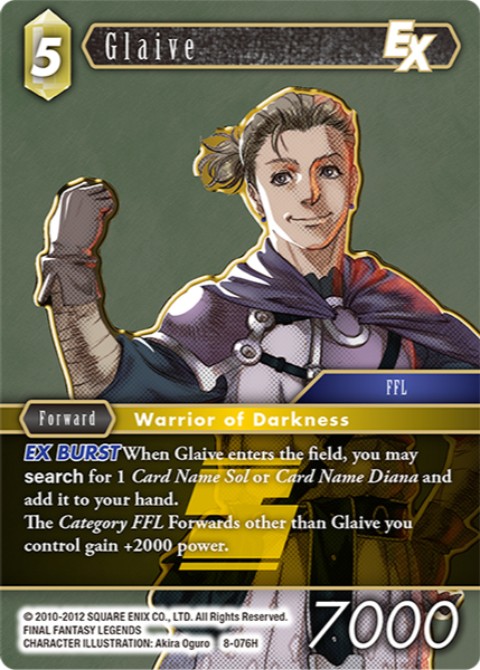 5
Glaive
EX
FFL
Forward
Warrior of Darkness
EX BURST When Glaive enters the field, you may
search for 1 Card Name Sol or Card Name Diana and
add it to your hand.
The Category FFL Forwards other than Glaive you
control gain +2000 power.
© 2010-2012 SQUARE ENIX CO., LTD. All Rights Reserved.
FINAL FANTASY LEGENDS
CHARACTER ILLUSTRATION: Akira Oguro 8-076H
7000